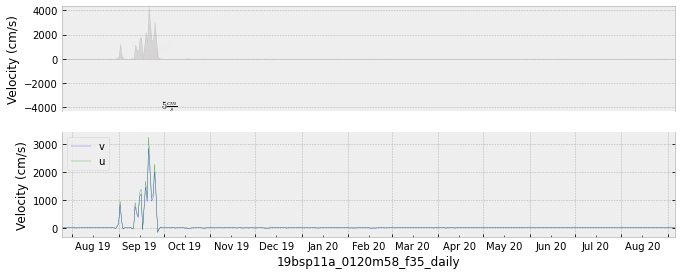 4000
2000
0
−2000
−4000
Velocity (cm/s)
5 cm/s
3000
2000
1000
0
Velocity (cm/s)
v
u
Aug 19 Sep 19 Oct 19 Nov 19 Dec 19 Jan 20 Feb 20 Mar 20 Apr 20 May 20 Jun 20 Jul 20 Aug 20
19bsp11a_0120m58_f35_daily